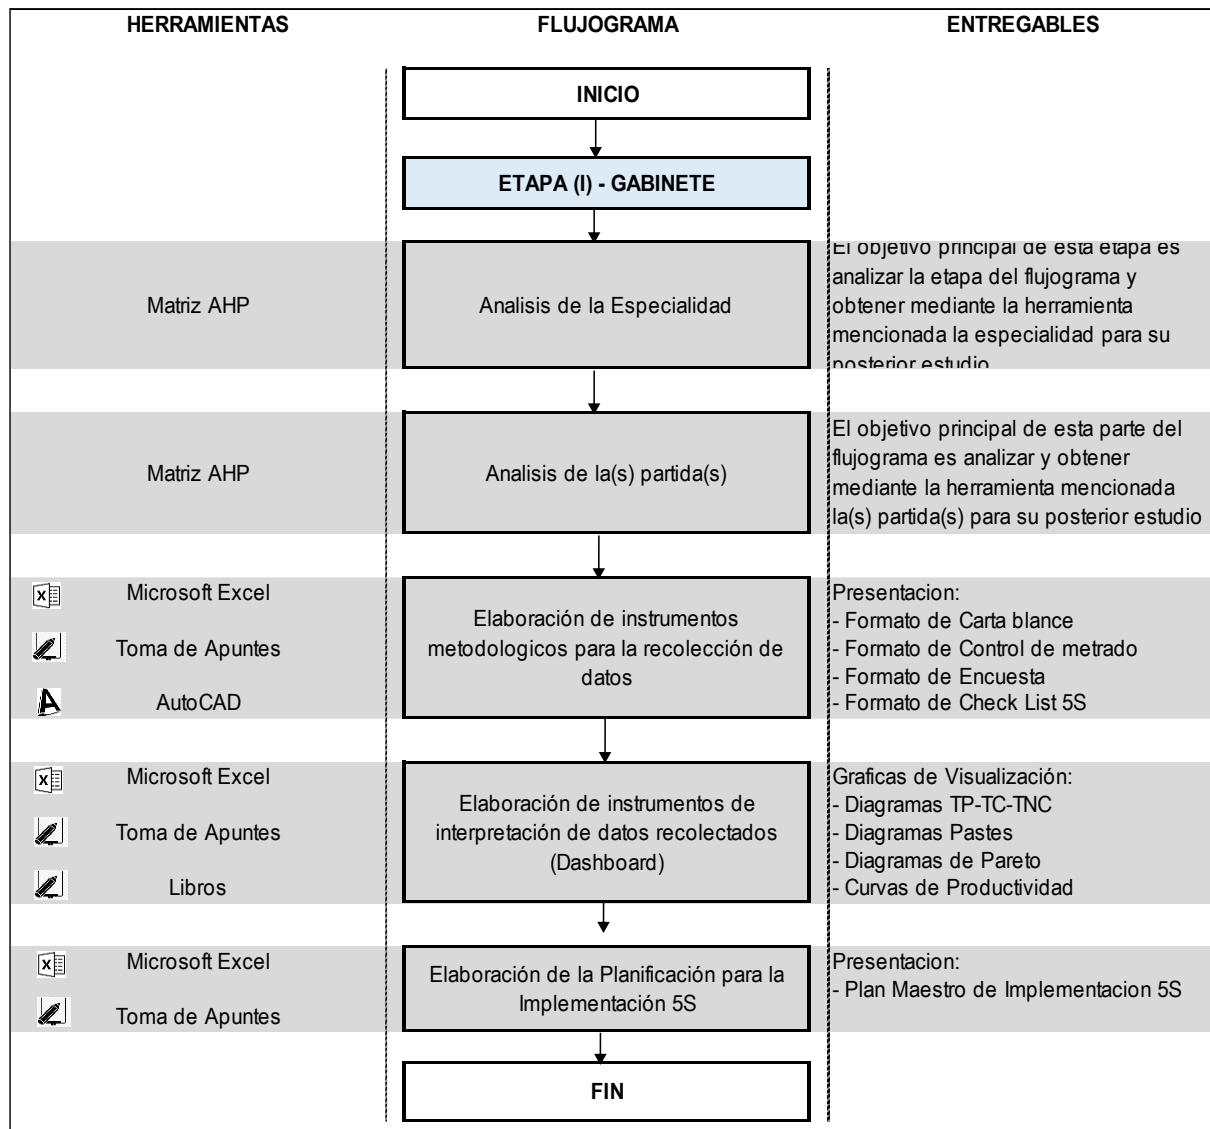 HERRAMIENTAS FLUJOGRAMA ENTREGABLES
INICIO
ETAPA (I) - GABINETE
Matriz AHP
Analisis de la Especialidad
El objetivo principal de esta etapa es
analizar la etapa del flujograma y
obtener mediante la herramienta
mencionada la especialidad para su
posterior estudio
Matriz AHP
Analisis de la(s) partida(s)
El objetivo principal de esta parte del
flujograma es analizar y obtener
mediante la herramienta mencionada
la(s) partida(s) para su posterior estudio
Microsoft Excel
Toma de Apuntes
AutoCAD
Elaboración de instrumentos
metodologicos para la recolección de
datos
Presentacion:
- Formato de Carta blance
- Formato de Control de metrado
- Formato de Encuesta
- Formato de Check List 5S
Microsoft Excel
Toma de Apuntes
Libros
Elaboración de instrumentos de
interpretación de datos recolectados
(Dashboard)
Graficas de Visualización:
- Diagramas TP-TC-TNC
- Diagramas Pastes
- Diagramas de Pareto
- Curvas de Productividad
Microsoft Excel
Toma de Apuntes
Elaboración de la Planificación para la
Implementación 5S
Presentacion:
- Plan Maestro de Implementacion 5S
FIN